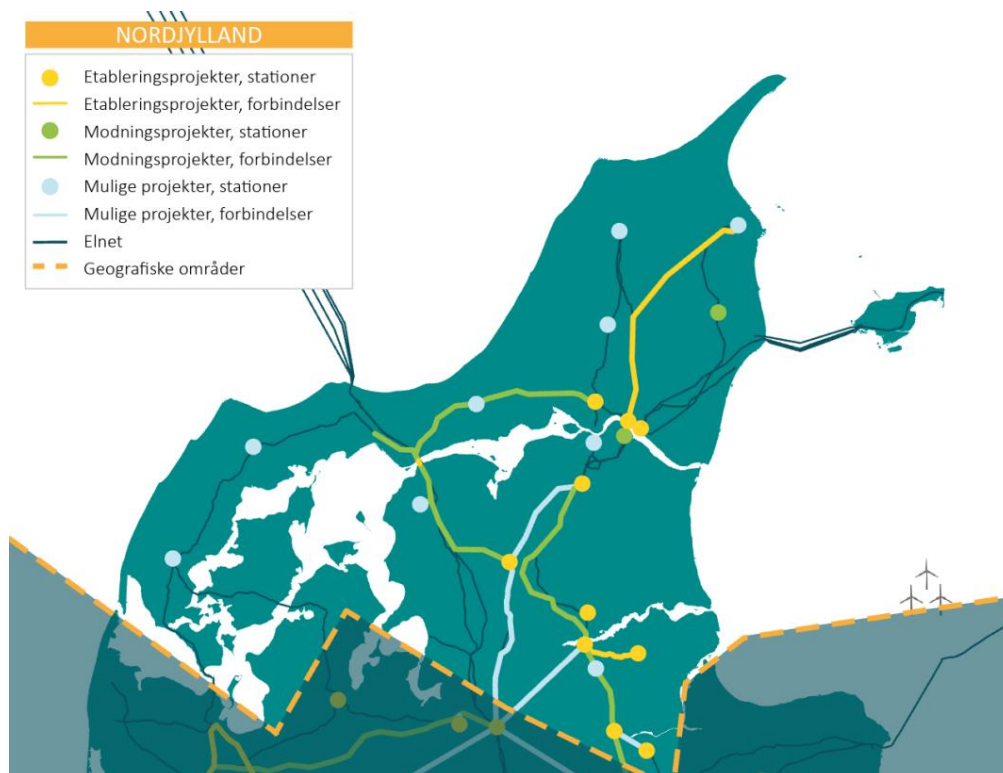 NORDJYLLAND
Etableringsprojekter, stationer
Etableringsprojekter, forbindelser
Modningsprojekter, stationer
Modningsprojekter, forbindelser
Mulige projekter, stationer
Mulige projekter, forbindelser
Elnet
Geografiske områder